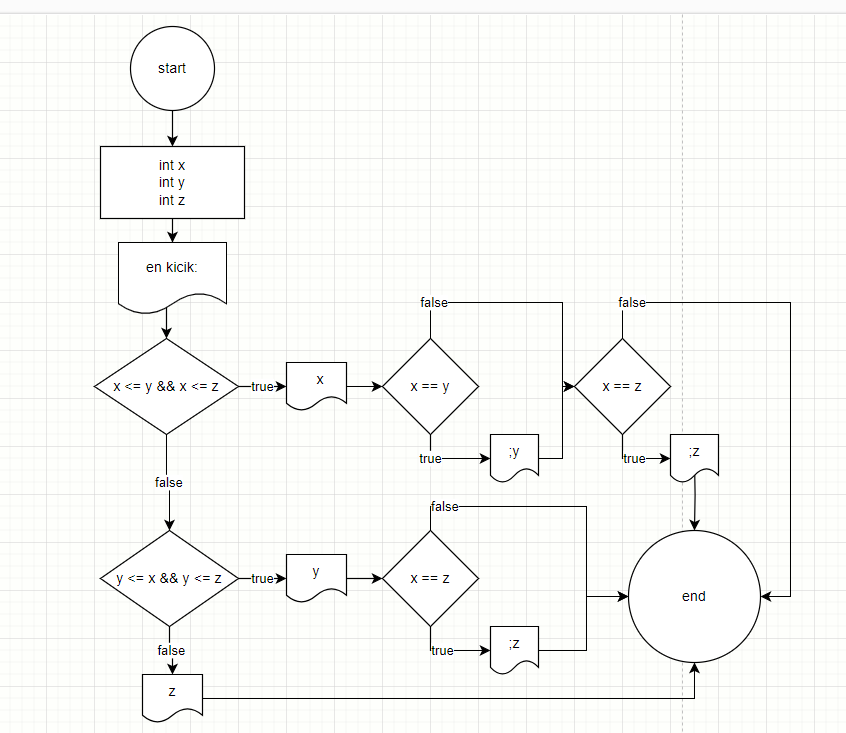 start
int x
int y
int z
en kicik:
false
false
x <= y && x <= z
true
x
x == y
x == z
true
;y
true
;z
false
false
y <= x && y <= z
true
y
x == z
end
false
true
;z
z